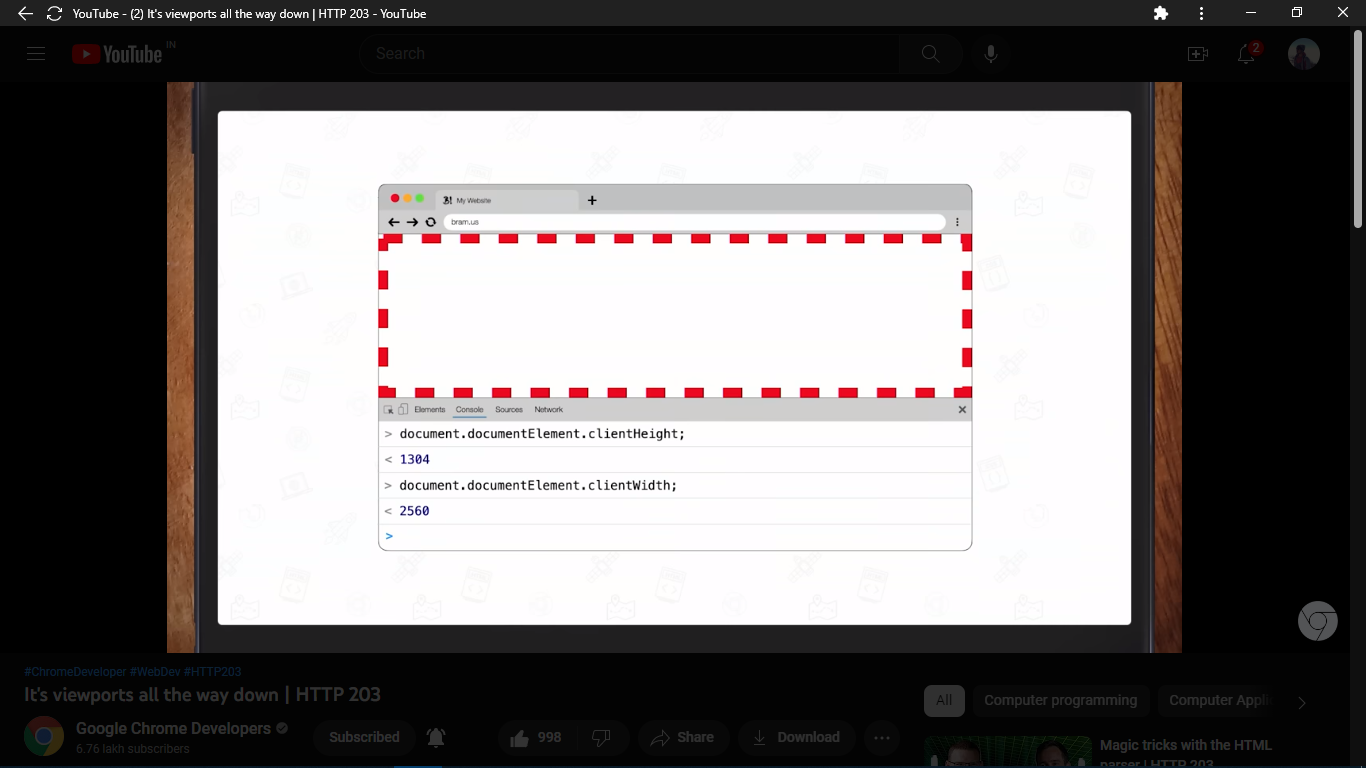 YouTube - (2) It's viewports all the way down | HTTP 203 - YouTube
YouTube IN
Search
2
My Website
bram.us
Elements Console Sources Network
> document.documentElement.clientHeight;
< 1304
> document.documentElement.clientWidth;
< 2560
>
#ChromeDeveloper #WebDev #HTTP203
It's viewports all the way down | HTTP 203
Google Chrome Developers
6.76 lakh subscribers
Subscribed
998
Share
Download
All
Computer programming
Computer Appli
Magic tricks with the HTML
parser | HTTP 203